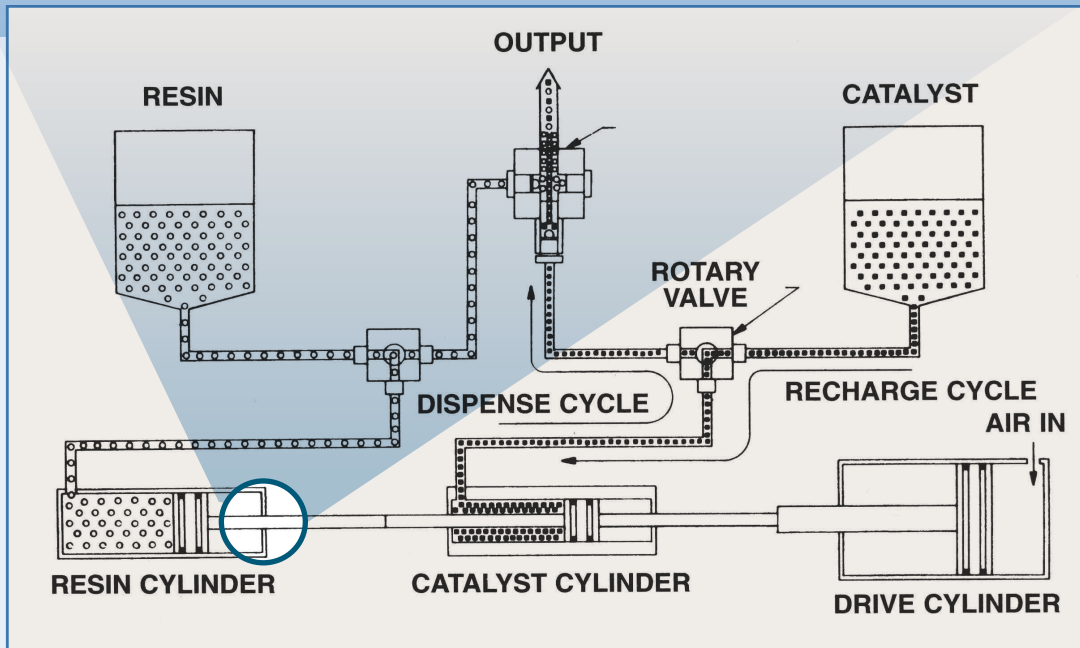 OUTPUT
RESIN
CATALYST
ROTARY
VALVE
DISPENSE CYCLE
RECHARGE CYCLE
AIR IN
RESIN CYLINDER
CATALYST CYLINDER
DRIVE CYLINDER